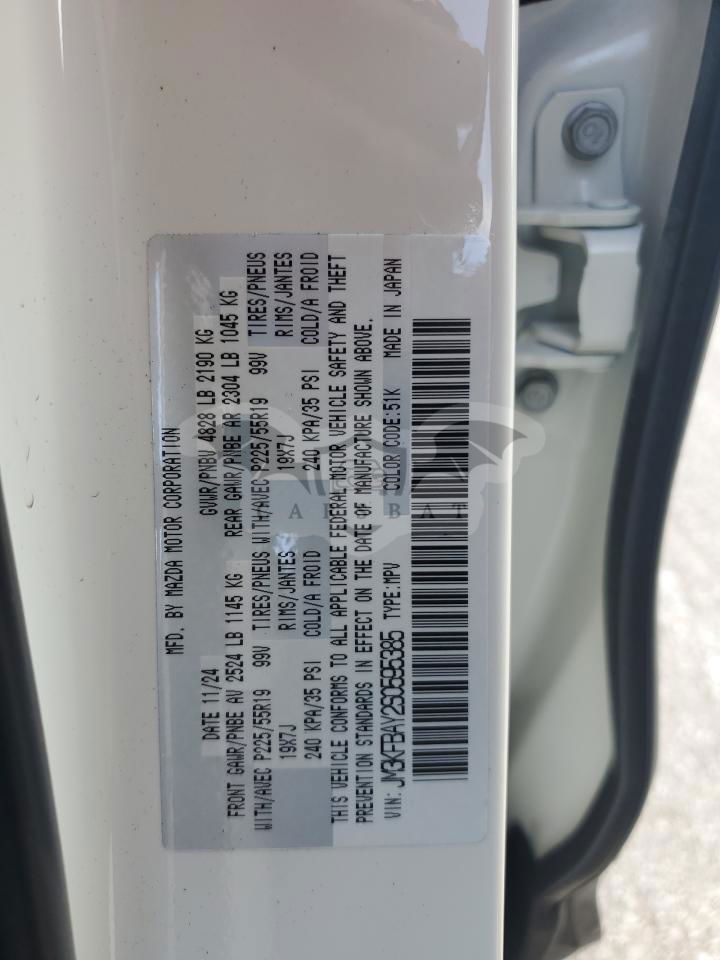 MFD. BY MAZDA MOTOR CORPORATION
DATE 11/24 GVWR/PNBV 4828 LB 2190 KG
FRONT GAWR/PNBE AV 2524 LB 1145 KG REAR GAWR/PNBE AR 2304 LB 1045 KG
WITH/AVEC P225/55R19 99V TIRES/PNEUS WITH/AVEC P225/55R19 99V TIRES/PNEUS
19X7J RIMS/JANTES 19X7J RIMS/JANTES
240 KPA/35 PSI COLD/A FROID 240 KPA/35 PSI COLD/A FROID
THIS VEHICLE CONFORMS TO ALL APPLICABLE FEDERAL MOTOR VEHICLE SAFETY AND THEFT
PREVENTION STANDARDS IN EFFECT ON THE DATE OF MANUFACTURE SHOWN ABOVE.
VIN: JM3KFBAY2S0595385 TYPE:MPV COLOR CODE:51K MADE IN JAPAN